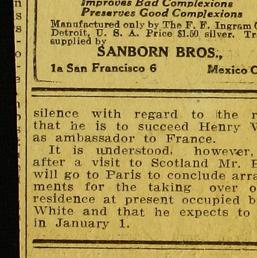 Improves Bad Complexions
Preserves Good Complexions
Manufactured only by The F. F. Ingram
Detroit, U. S. A. Price $1.50 silver.
supplied by
SANBORN BROS.,
1a San Francisco 6 Mexico
silence with regard to the
that he is to succeed Henry
as ambassador to France.
It is understood, however,
after a visit to Scotland Mr.
will go to Paris to conclude
ments for the taking over
residence at present occupied
White and that he expects to
in January 1.